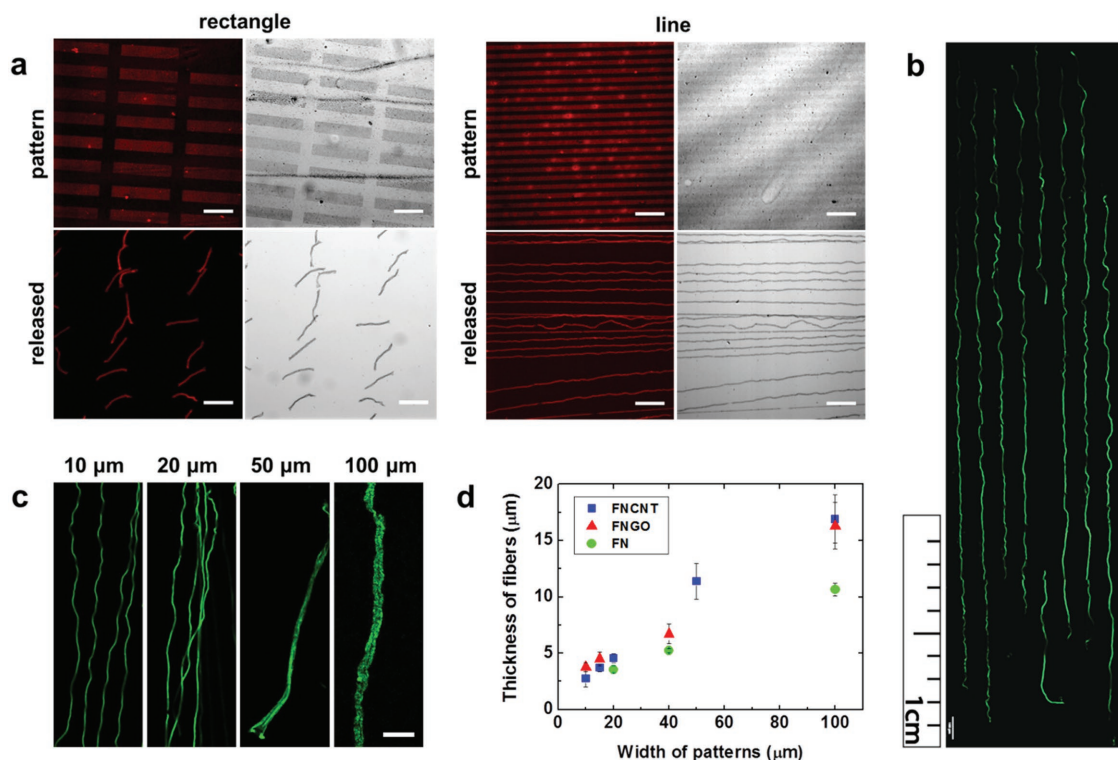 rectangle
line
a
b
pattern
pattern
released
released
10 μm
20 μm
50 μm
100 μm
c
d
Thickness of fibers (μm)
20
15
10
5
0
FNCNT
FNGO
FN
0
20
40
60
80
100
Width of patterns (μm)
1cm